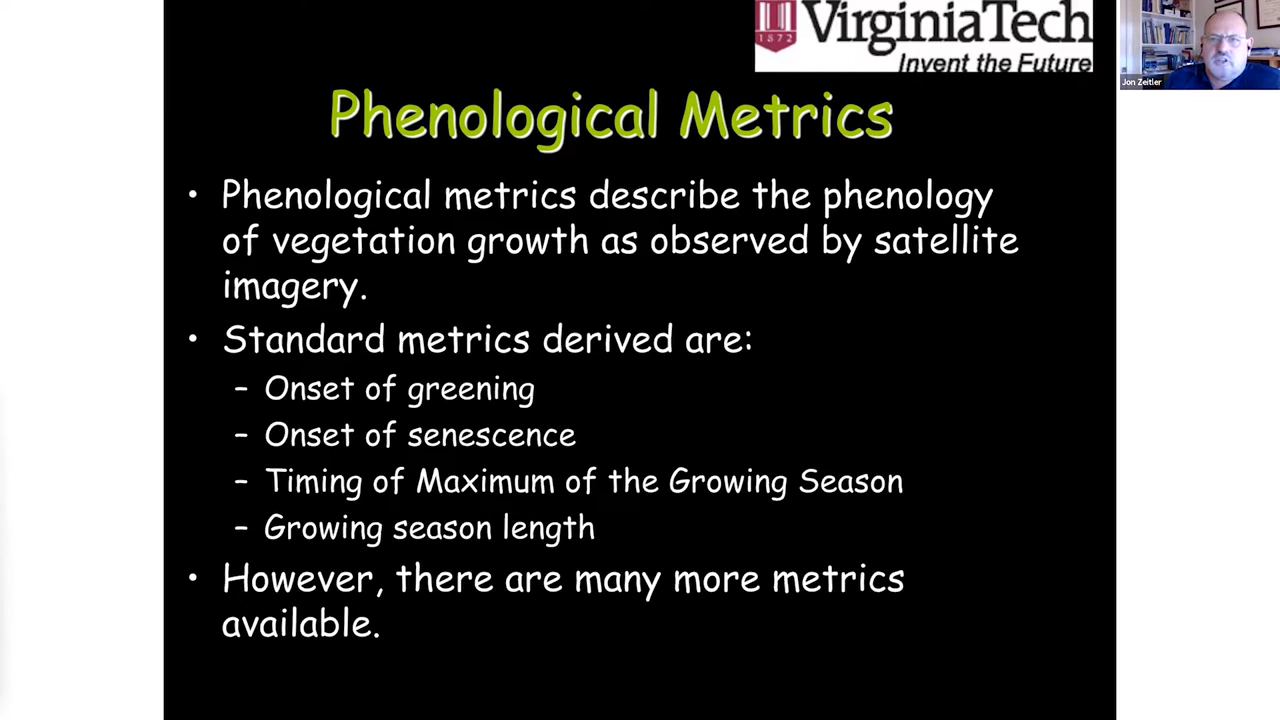 1872
VirginiaTech
Invent the Future
Jon Zeitler
Phenological Metrics
• Phenological metrics describe the phenology
of vegetation growth as observed by satellite
imagery.
• Standard metrics derived are:
– Onset of greening
– Onset of senescence
– Timing of Maximum of the Growing Season
– Growing season length
• However, there are many more metrics
available.